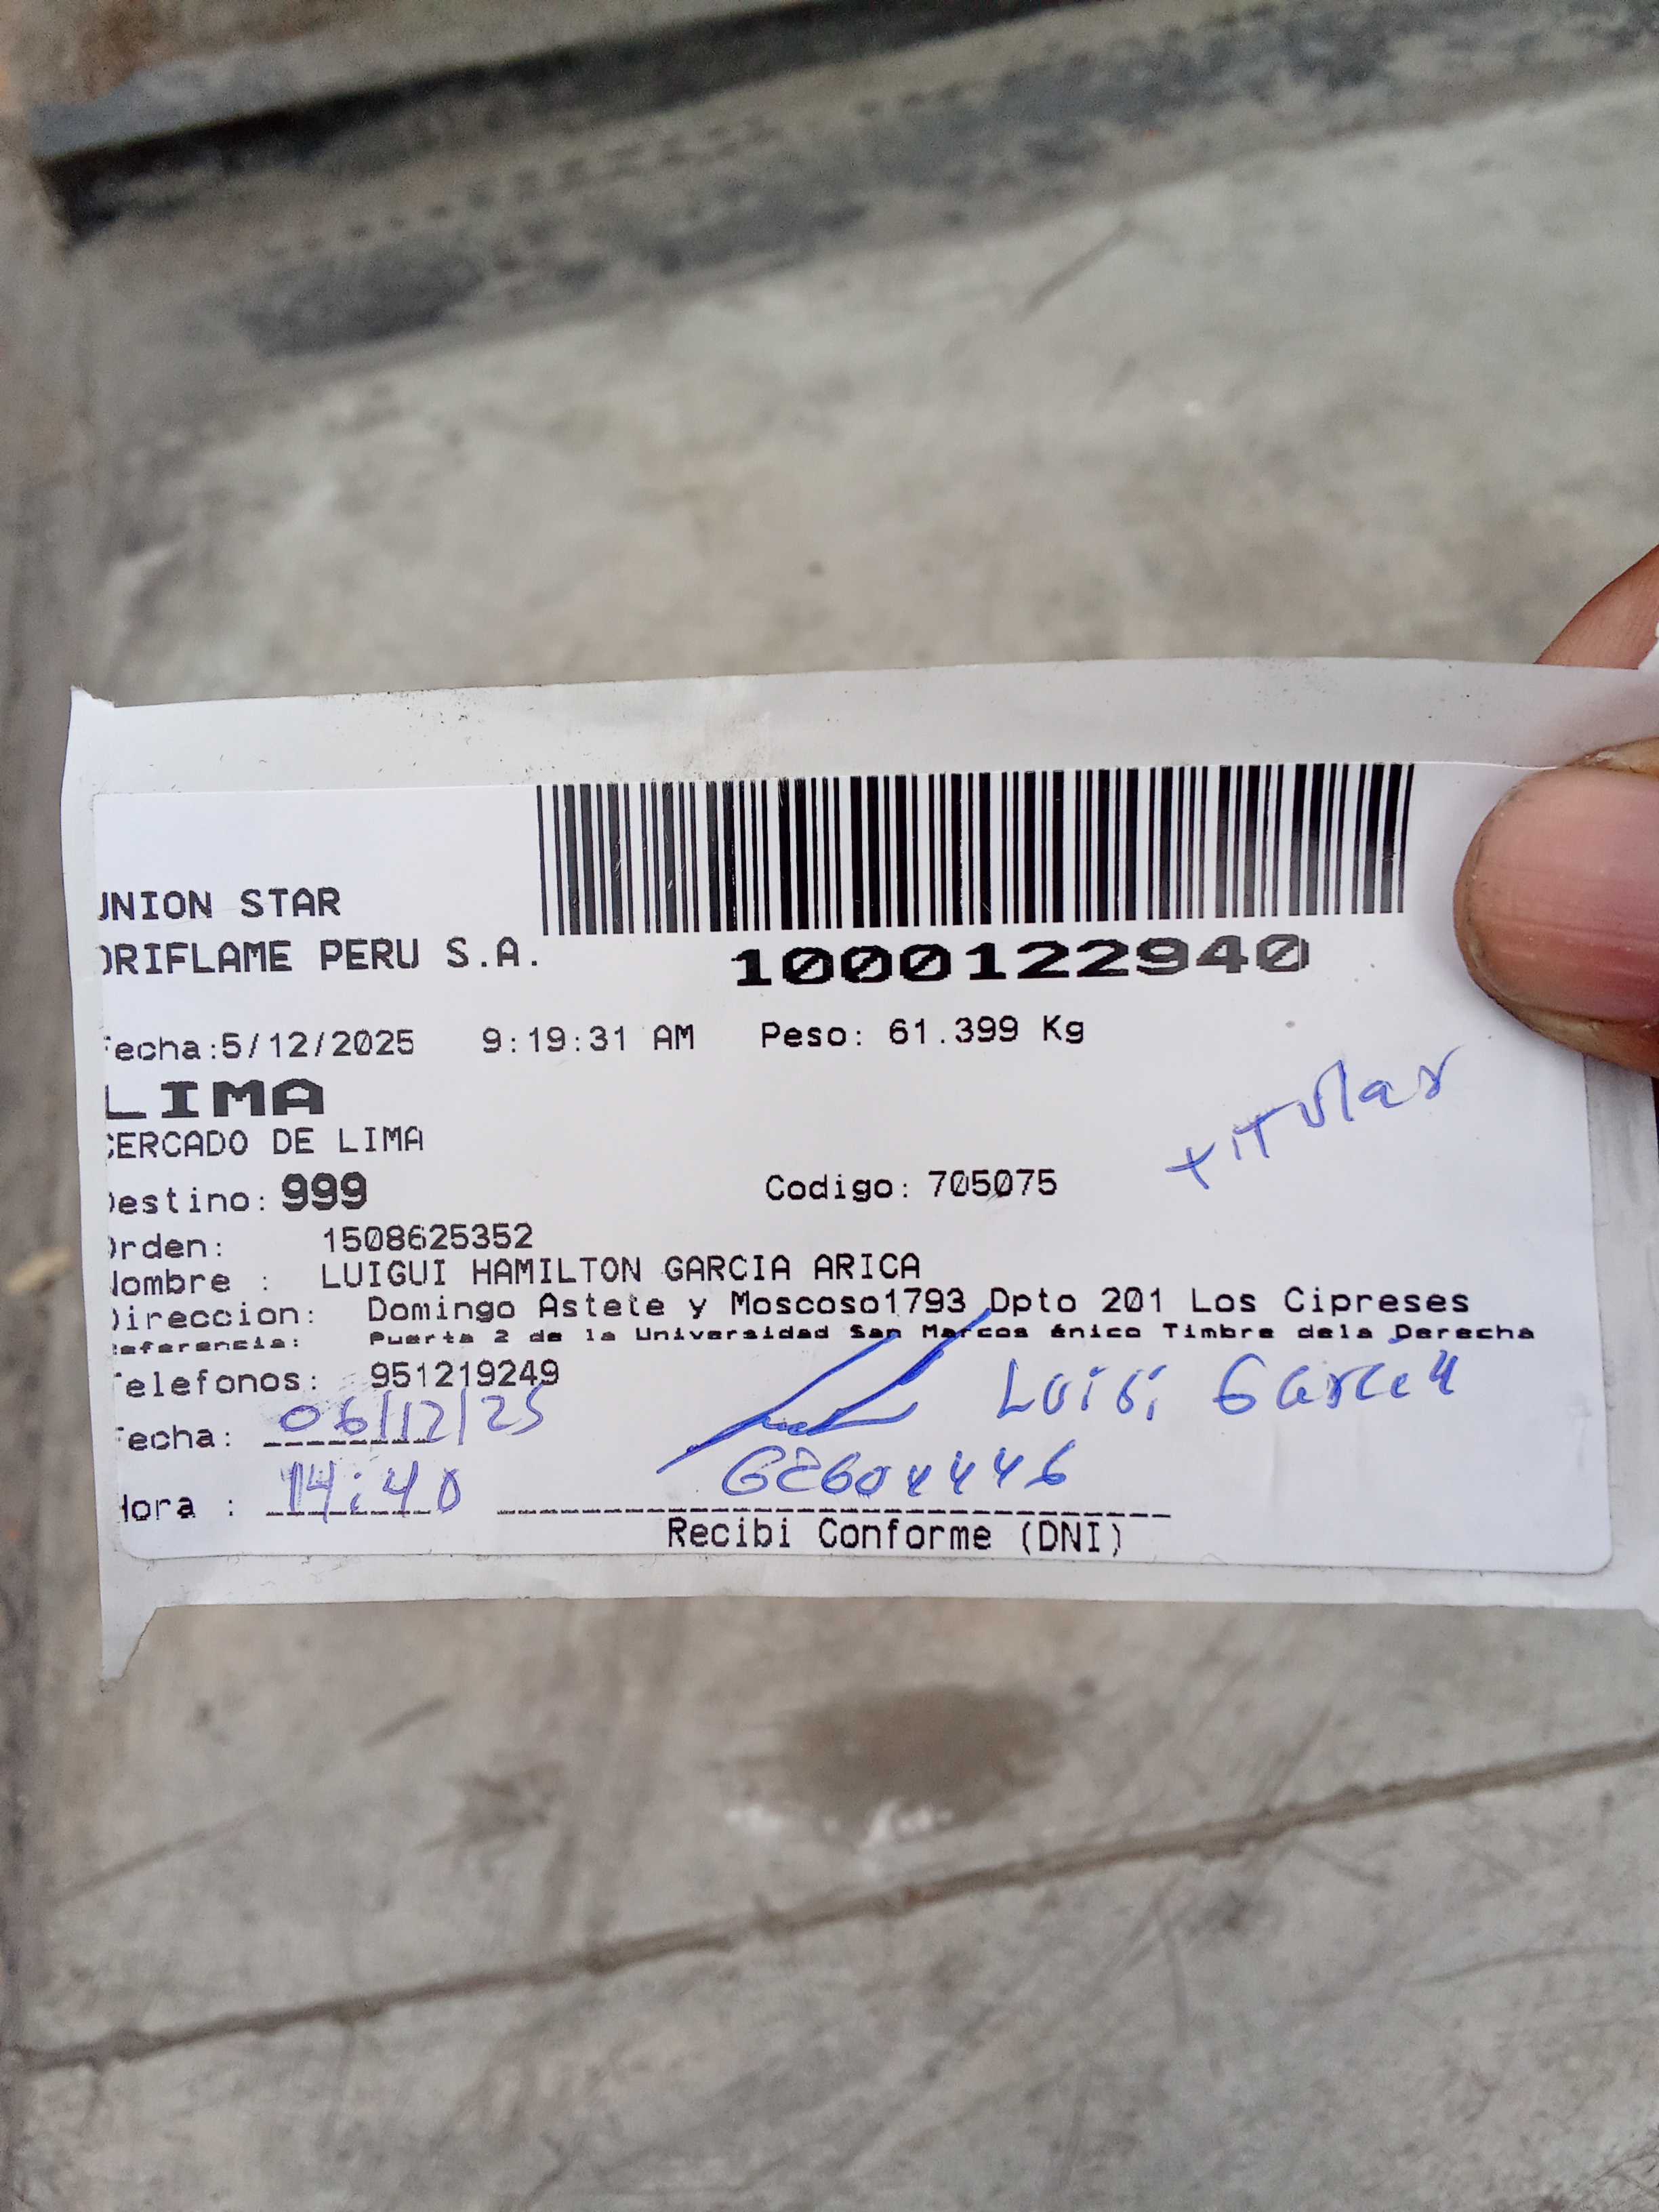 UNION STAR
ORIFLAME PERU S.A.
1000122940
Fecha:5/12/2025 9:19:31 AM Peso: 61.399 Kg
LIMA
CERCADO DE LIMA
titular
Destino: 999 Codigo: 705075
Orden: 1508625352
Nombre : LUIGUI HAMILTON GARCIA ARICA
Direccion: Domingo Astete y Moscoso1793 Dpto 201 Los Cipreses
Referencia: Puerta 2 de la Universidad San Marcos énico Timbre dela Derecha
Telefonos: 951219249
Fecha: 06/12/25
Garcia
Hora : 14:40
Recibi Conforme (DNI)